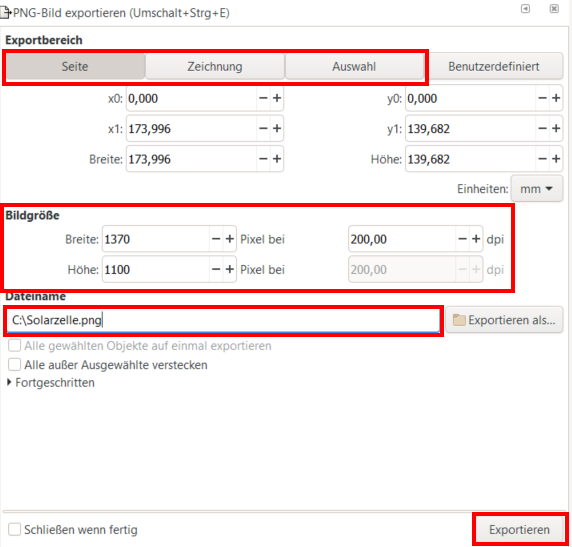 PNG-Bild exportieren (Umschalt+Strg+E)
Exportbereich
Seite Zeichnung Auswahl Benutzerdefiniert
x0: 0,000 − + y0: 0,000 − +
x1: 173,996 − + y1: 139,682 − +
Breite: 173,996 − + Höhe: 139,682 − +
Einheiten: mm
Bildgröße
Breite: 1370 − + Pixel bei 200,00 − + dpi
Höhe: 1100 − + Pixel bei 200,00 − + dpi
Dateiname
C:\Solarzelle.png Exportieren als...
Alle gewählten Objekte auf einmal exportieren
Alle außer Ausgewählte verstecken
Fortgeschritten
Schließen wenn fertig Exportieren